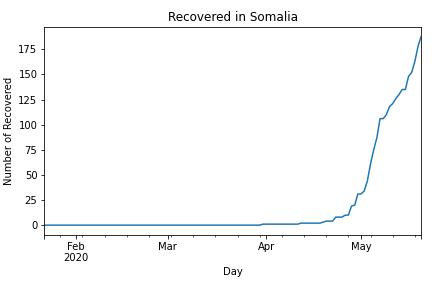 Recovered in Somalia
Number of Recovered
175
150
125
100
75
50
25
0
Feb
2020
Mar
Apr
May
Day